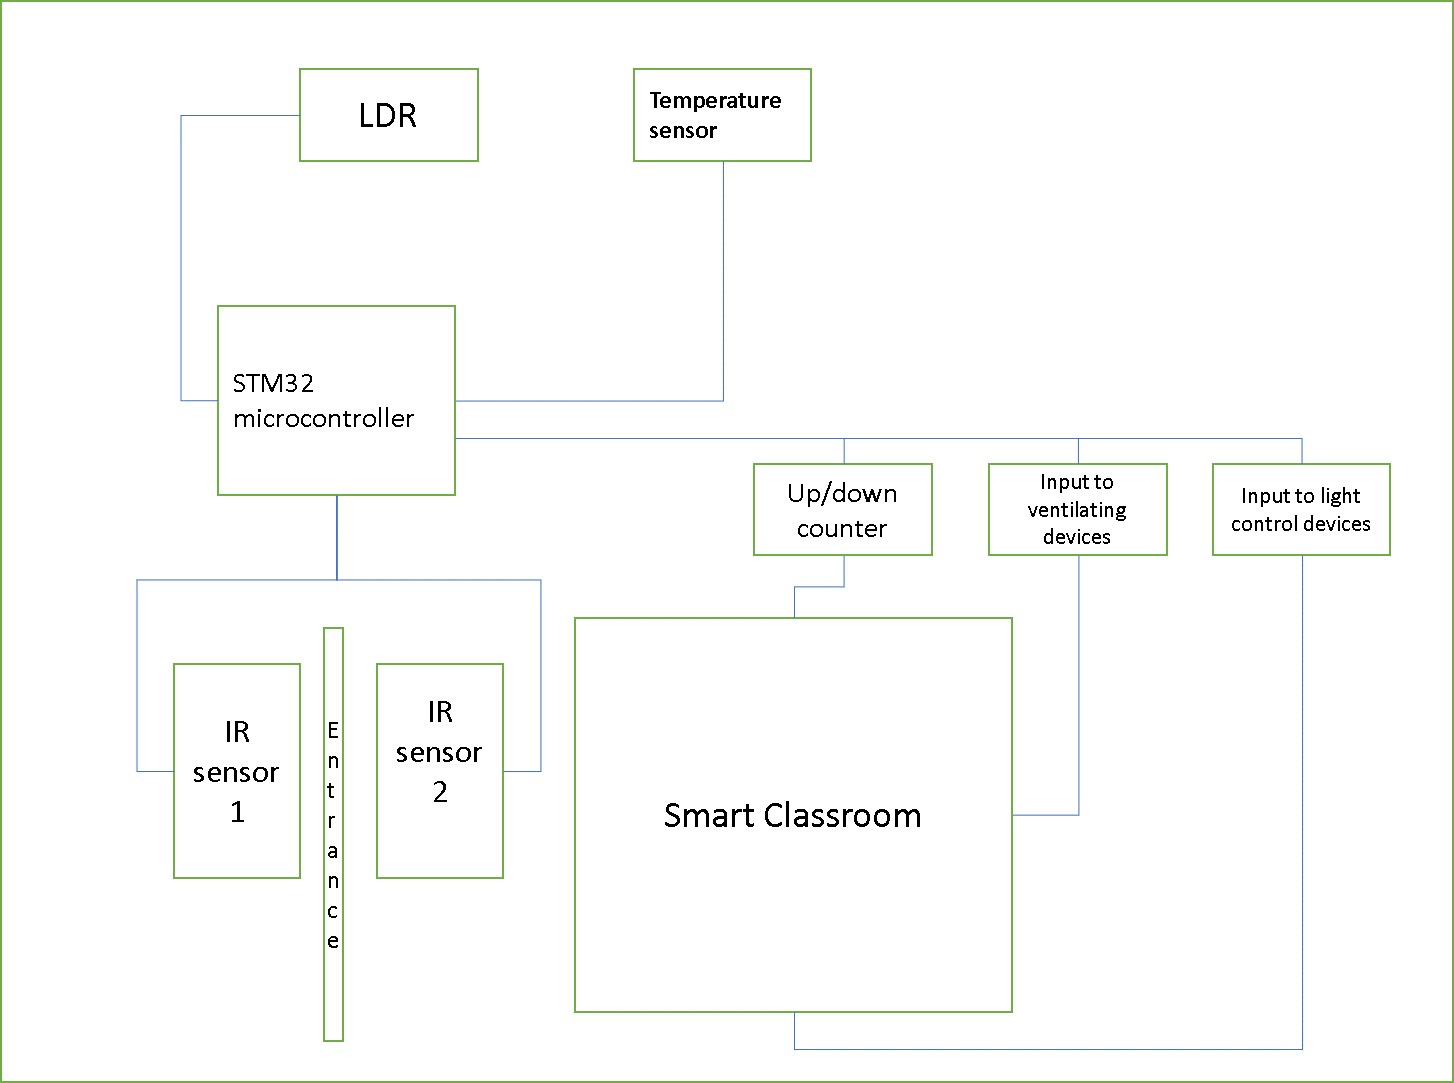 LDR
Temperature
sensor
STM32
microcontroller
Up/down
counter
Input to
ventilating
devices
Input to light
control devices
IR
sensor
1
E
n
t
r
a
n
c
e
IR
sensor
2
Smart Classroom